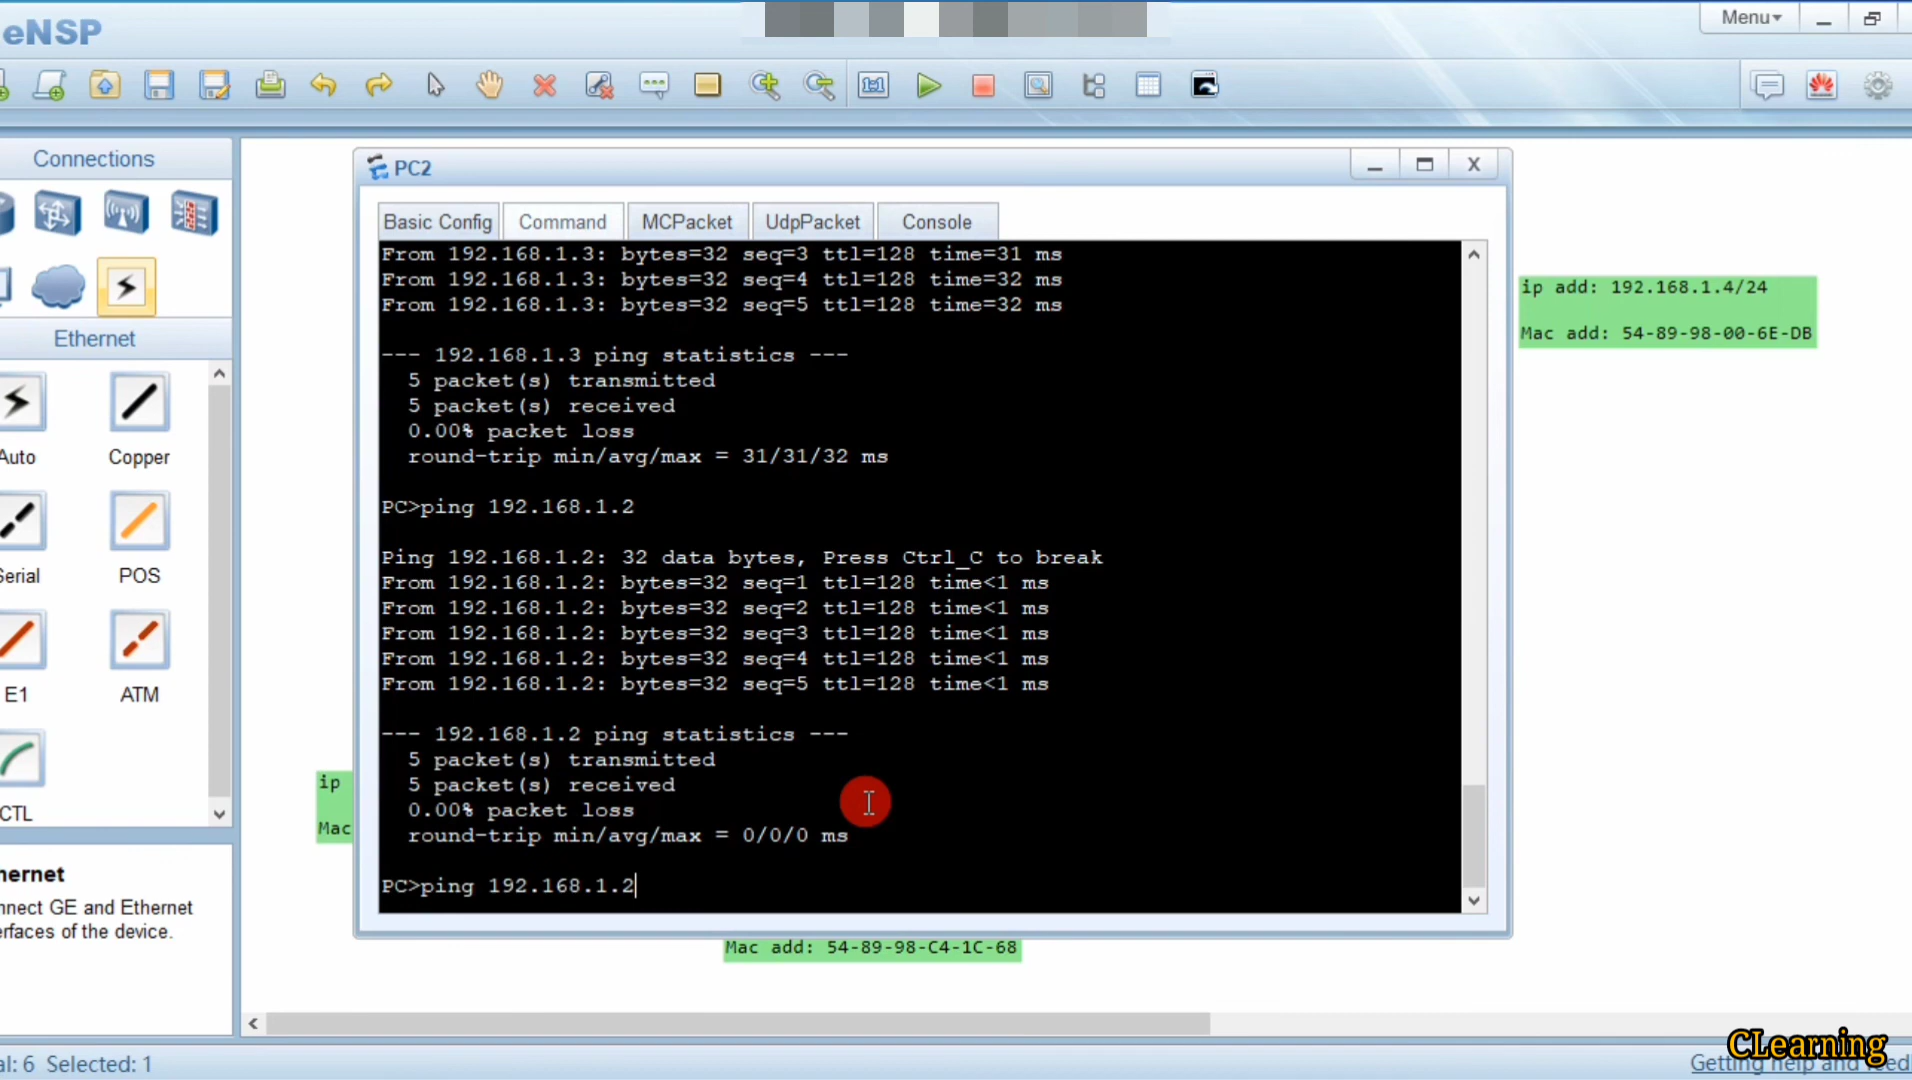 eNSP
Menu
Connections
Ethernet
Auto
Copper
Serial
POS
E1
ATM
CTL
hernet
nnect GE and Ethernet
erfaces of the device.
PC2
Basic Config
Command
MCPacket
UdpPacket
Console
From 192.168.1.3: bytes=32 seq=3 ttl=128 time=31 ms
From 192.168.1.3: bytes=32 seq=4 ttl=128 time=32 ms
From 192.168.1.3: bytes=32 seq=5 ttl=128 time=32 ms
--- 192.168.1.3 ping statistics ---
5 packet(s) transmitted
5 packet(s) received
0.00% packet loss
round-trip min/avg/max = 31/31/32 ms
PC>ping 192.168.1.2
Ping 192.168.1.2: 32 data bytes, Press Ctrl_C to break
From 192.168.1.2: bytes=32 seq=1 ttl=128 time<1 ms
From 192.168.1.2: bytes=32 seq=2 ttl=128 time<1 ms
From 192.168.1.2: bytes=32 seq=3 ttl=128 time<1 ms
From 192.168.1.2: bytes=32 seq=4 ttl=128 time<1 ms
From 192.168.1.2: bytes=32 seq=5 ttl=128 time<1 ms
--- 192.168.1.2 ping statistics ---
5 packet(s) transmitted
5 packet(s) received
0.00% packet loss
round-trip min/avg/max = 0/0/0 ms
PC>ping 192.168.1.2
ip add: 192.168.1.4/24
Mac add: 54-89-98-00-6E-DB
ip
Mac
Mac add: 54-89-98-C4-1C-68
al: 6 Selected: 1
CLearning
Getting help and feed